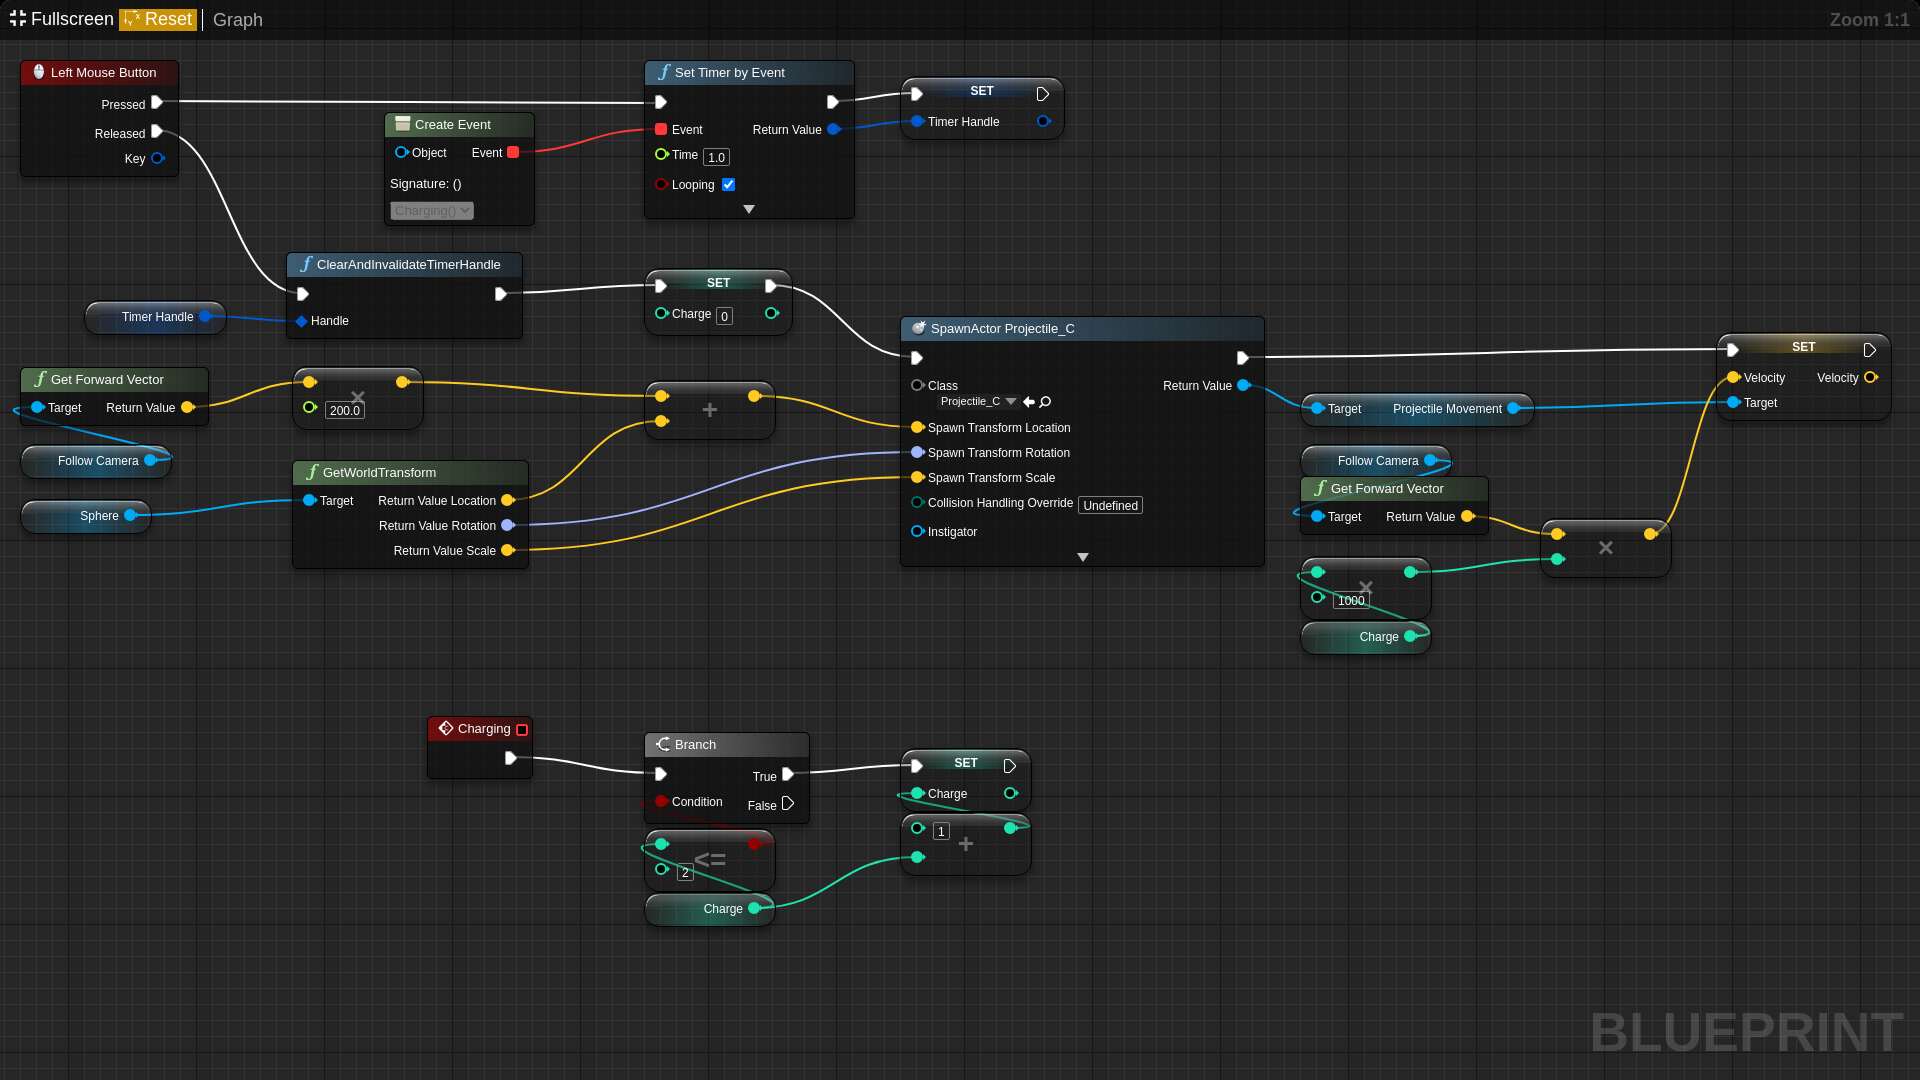 Fullscreen Reset Graph Zoom 1:1
Left Mouse Button
Pressed
Released
Key
Create Event
Object Event
Signature: ()
Charging()
Set Timer by Event
Event Return Value
Time 1.0
Looping
SET
Timer Handle
ClearAndInvalidateTimerHandle
Handle
Timer Handle
SET
Charge 0
Get Forward Vector
Target Return Value
Follow Camera
Sphere
×
200.0
+
GetWorldTransform
Target Return Value Location
Return Value Rotation
Return Value Scale
SpawnActor Projectile_C
Class Return Value
Projectile_C
Spawn Transform Location
Spawn Transform Rotation
Spawn Transform Scale
Collision Handling Override Undefined
Instigator
Target Projectile Movement
SET
Velocity Velocity
Target
Follow Camera
Get Forward Vector
Target Return Value
×
×
1000
Charge
Charging
Branch
True
Condition False
<=
2
Charge
SET
Charge
1 +
BLUEPRINT